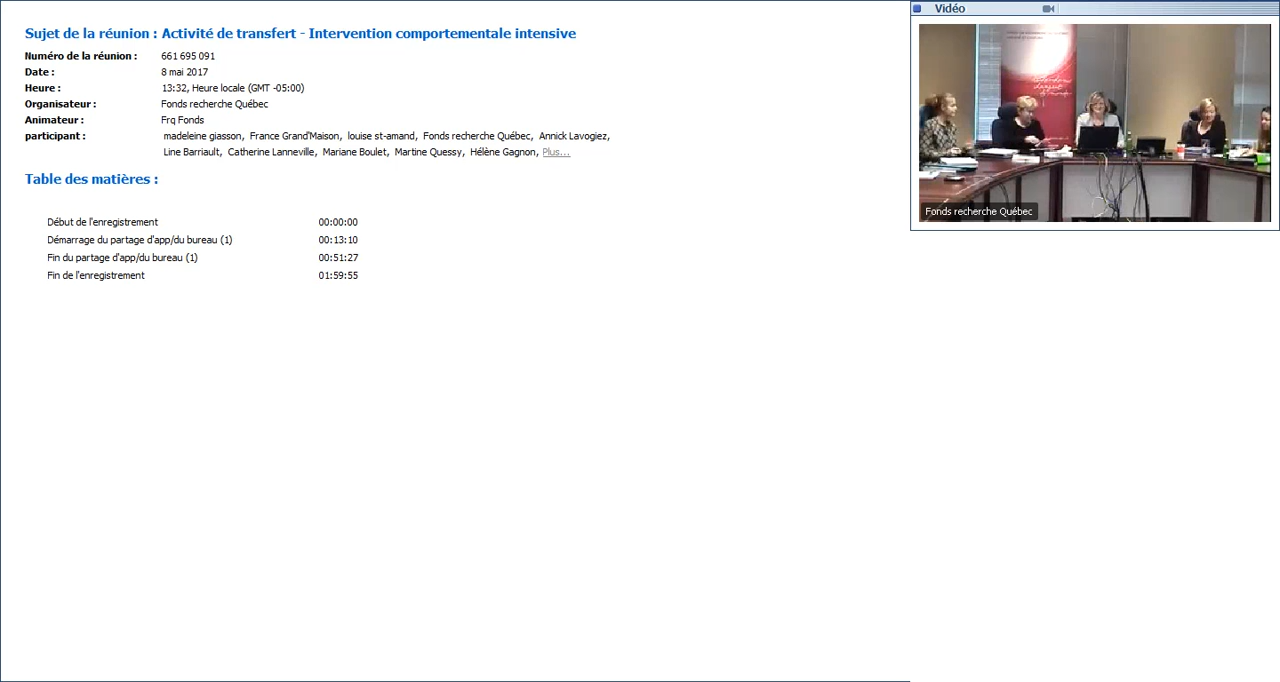 Sujet de la réunion : Activité de transfert - Intervention comportementale intensive
Numéro de la réunion : 661 695 091
Date : 8 mai 2017
Heure : 13:32, Heure locale (GMT -05:00)
Organisateur : Fonds recherche Québec
Animateur : Frq Fonds
participant : madeleine giasson, France Grand'Maison, louise st-amand, Fonds recherche Québec, Annick Lavogiez,
Line Barriault, Catherine Lanneville, Mariane Boulet, Martine Quessy, Hélène Gagnon, Plus...
Table des matières :
Début de l'enregistrement 00:00:00
Démarrage du partage d'app/du bureau (1) 00:13:10
Fin du partage d'app/du bureau (1) 00:51:27
Fin de l'enregistrement 01:59:55
Vidéo
Fonds recherche Québec